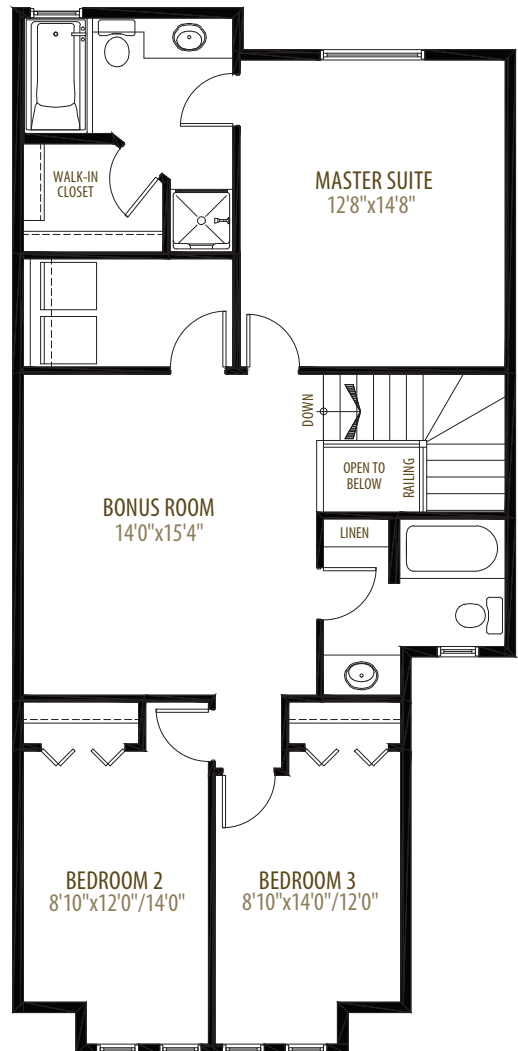 WALK-IN
CLOSET
MASTER SUITE
12'8"x14'8"
DOWN
OPEN TO
BELOW
RAILING
BONUS ROOM
14'0"x15'4"
LINEN
BEDROOM 2
8'10"x12'0"/14'0"
BEDROOM 3
8'10"x14'0"/12'0"